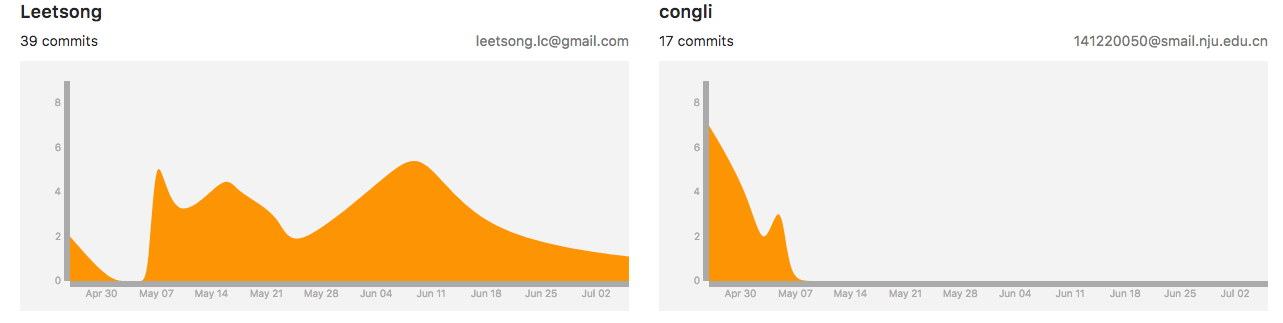 Leetsong
39 commits leetsong.lc@gmail.com
8
6
4
2
0
Apr 30 May 07 May 14 May 21 May 28 Jun 04 Jun 11 Jun 18 Jun 25 Jul 02
congli
17 commits 141220050@smail.nju.edu.cn
8
6
4
2
0
Apr 30 May 07 May 14 May 21 May 28 Jun 04 Jun 11 Jun 18 Jun 25 Jul 02